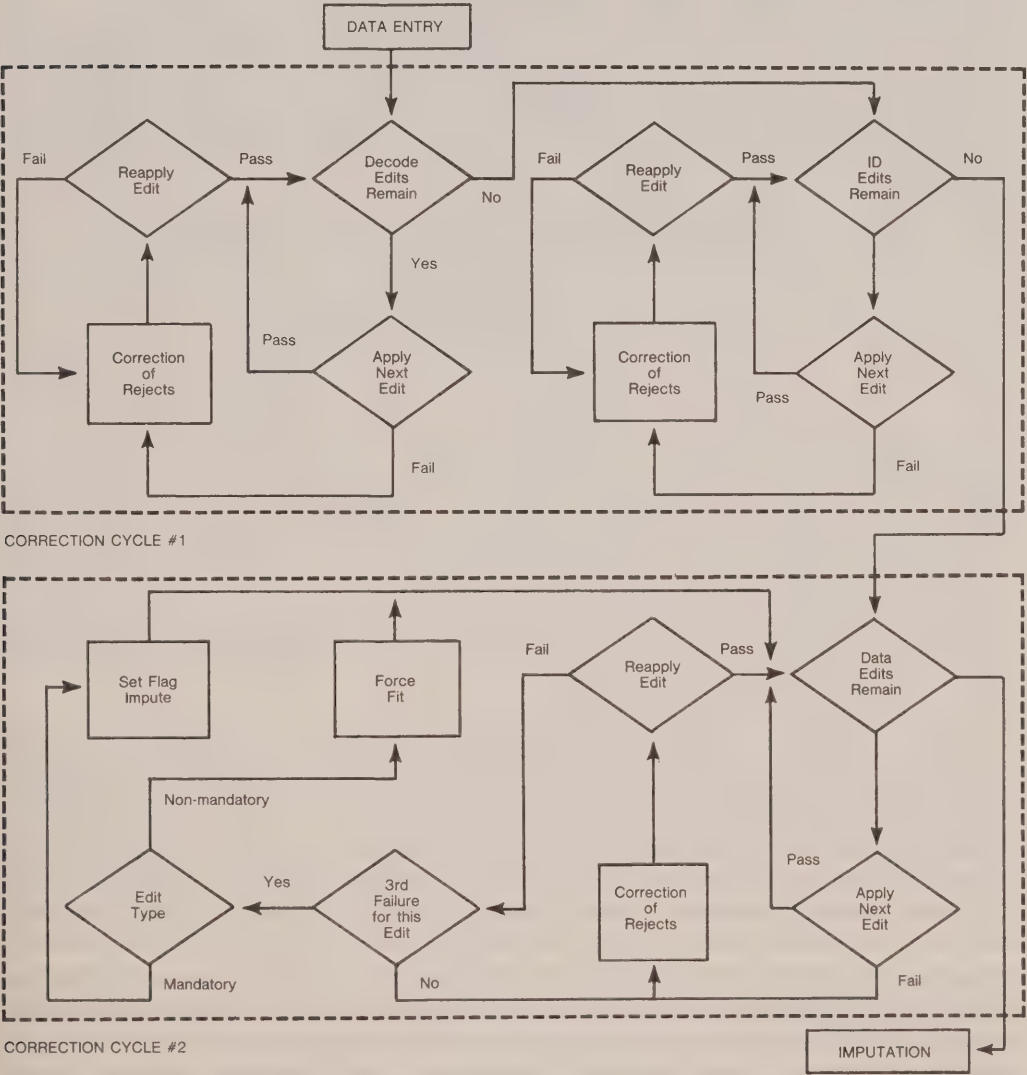 DATA ENTRY
Fail
Reapply
Edit
Pass
Decode
Edits
Remain
No
Yes
Pass
Correction
of
Rejects
Apply
Next
Edit
Fail
Fail
Reapply
Edit
Pass
ID
Edits
Remain
No
Correction
of
Rejects
Pass
Apply
Next
Edit
Fail
CORRECTION CYCLE #1
Set Flag
Impute
Force
Fit
Fail
Reapply
Edit
Pass
Data
Edits
Remain
Non-mandatory
Edit
Type
Yes
3rd
Failure
for this
Edit
Correction
of
Rejects
Pass
Apply
Next
Edit
Mandatory
No
Fail
CORRECTION CYCLE #2
IMPUTATION